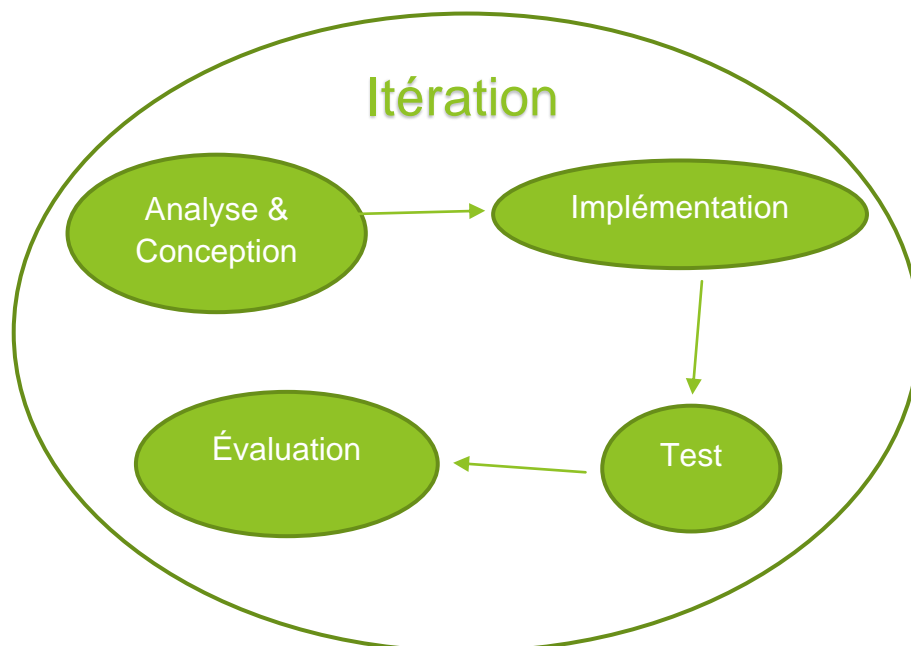 Itération
Analyse &
Conception
Implémentation
Évaluation
Test